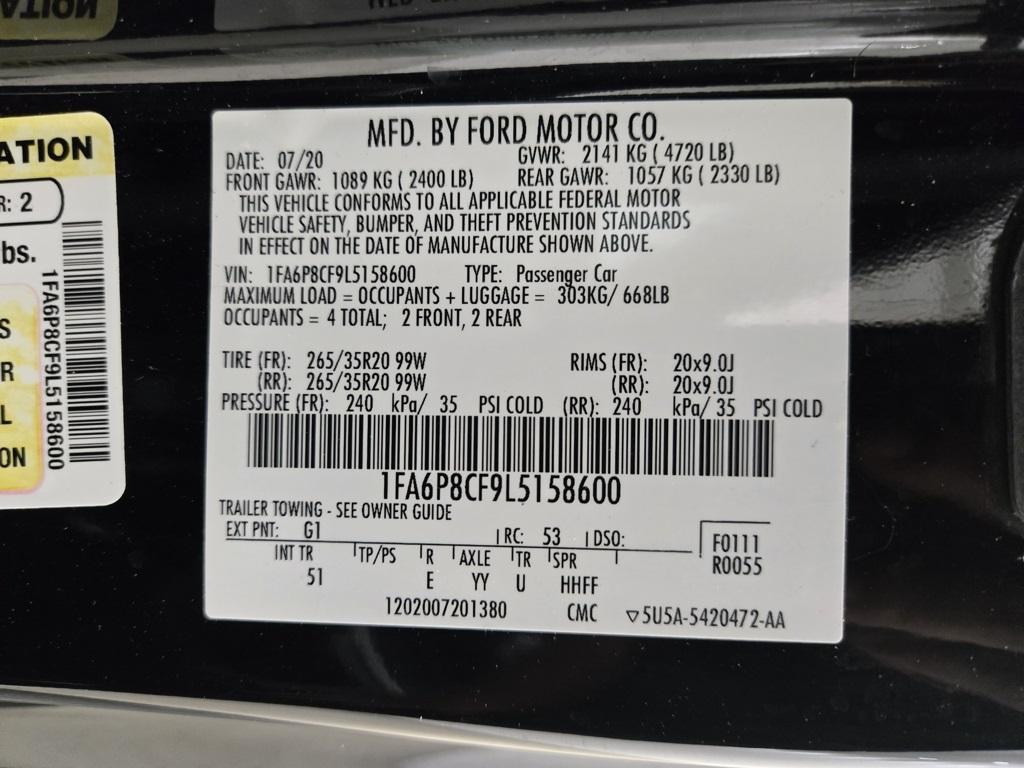 MFD. BY FORD MOTOR CO.
DATE: 07/20 GVWR: 2141 KG ( 4720 LB)
FRONT GAWR: 1089 KG ( 2400 LB) REAR GAWR: 1057 KG ( 2330 LB)
THIS VEHICLE CONFORMS TO ALL APPLICABLE FEDERAL MOTOR
VEHICLE SAFETY, BUMPER, AND THEFT PREVENTION STANDARDS
IN EFFECT ON THE DATE OF MANUFACTURE SHOWN ABOVE.
VIN: 1FA6P8CF9L5158600 TYPE: Passenger Car
MAXIMUM LOAD = OCCUPANTS + LUGGAGE = 303KG/ 668LB
OCCUPANTS = 4 TOTAL; 2 FRONT, 2 REAR
TIRE (FR): 265/35R20 99W RIMS (FR): 20x9.0J
(RR): 265/35R20 99W (RR): 20x9.0J
PRESSURE (FR): 240 kPa/ 35 PSI COLD (RR): 240 kPa/ 35 PSI COLD
1FA6P8CF9L5158600
TRAILER TOWING - SEE OWNER GUIDE
EXT PNT: G1 RC: 53 DSO: F0111
R0055
INT TR TP/PS R AXLE TR SPR
51 E YY U HHFF
1202007201380 CMC ▽5U5A-5420472-AA
ATION
R: 2
bs.
1FA6P8CF9L5158600
S
R
L
ON